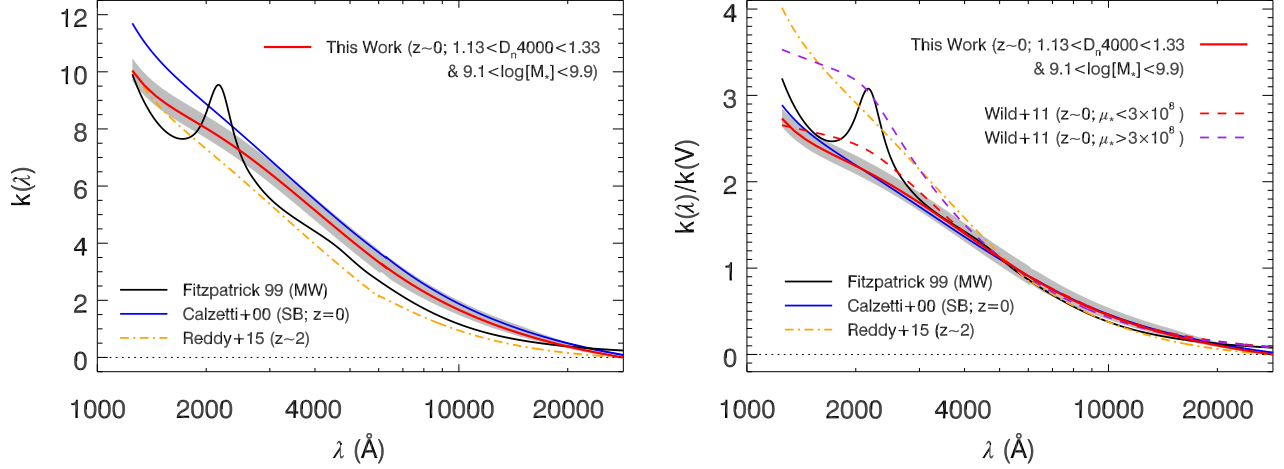 This Work (z~0; 1.13<Dₙ4000<1.33
& 9.1<log[M⋆]<9.9)
Fitzpatrick 99 (MW)
Calzetti+00 (SB; z=0)
Reddy+15 (z~2)
k(λ)
12
10
8
6
4
2
0
1000 2000 4000 10000 20000
λ (Å)
This Work (z~0; 1.13<Dₙ4000<1.33
& 9.1<log[M⋆]<9.9)
Wild+11 (z~0; μ⋆<3×10⁸)
Wild+11 (z~0; μ⋆>3×10⁸)
Fitzpatrick 99 (MW)
Calzetti+00 (SB; z=0)
Reddy+15 (z~2)
k(λ)/k(V)
4
3
2
1
0
1000 2000 4000 10000 20000
λ (Å)